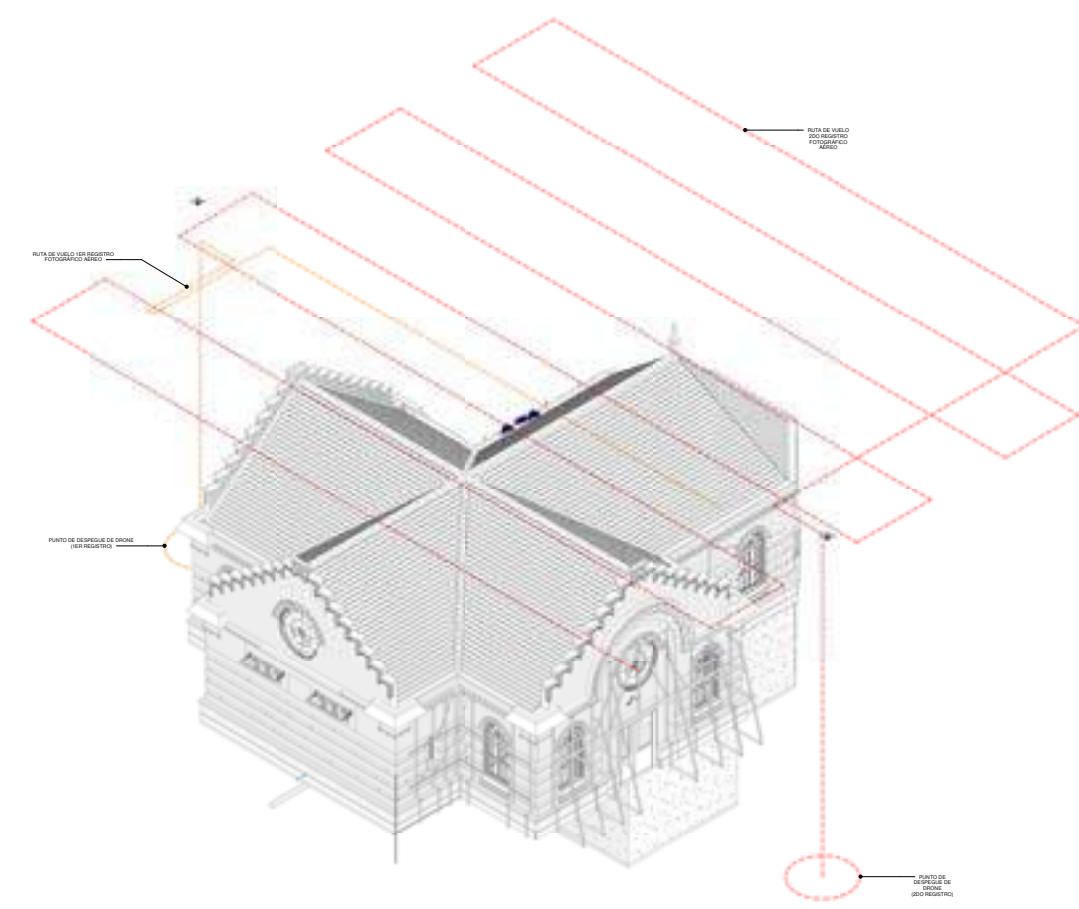 RUTA DE VUELO
2DO REGISTRO
FOTOGRÁFICO
AÉREO
RUTA DE VUELO 1ER REGISTRO
FOTOGRÁFICO AÉREO
PUNTO DE DESPEGUE DE DRONE
(1ER REGISTRO)
PUNTO DE
DESPEGUE DE
DRONE
(2DO REGISTRO)